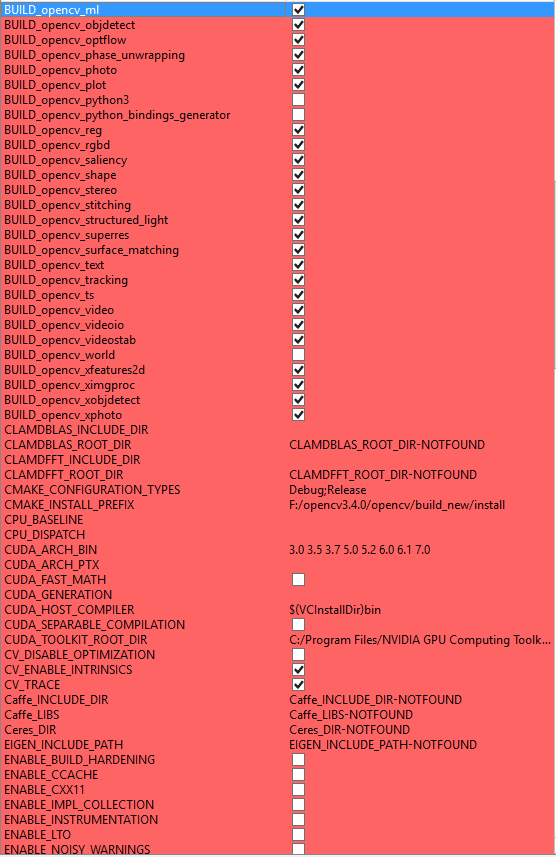 BUILD_opencv_ml
BUILD_opencv_objdetect
BUILD_opencv_optflow
BUILD_opencv_phase_unwrapping
BUILD_opencv_photo
BUILD_opencv_plot
BUILD_opencv_python3
BUILD_opencv_python_bindings_generator
BUILD_opencv_reg
BUILD_opencv_rgbd
BUILD_opencv_saliency
BUILD_opencv_shape
BUILD_opencv_stereo
BUILD_opencv_stitching
BUILD_opencv_structured_light
BUILD_opencv_superres
BUILD_opencv_surface_matching
BUILD_opencv_text
BUILD_opencv_tracking
BUILD_opencv_ts
BUILD_opencv_video
BUILD_opencv_videoio
BUILD_opencv_videostab
BUILD_opencv_world
BUILD_opencv_xfeatures2d
BUILD_opencv_ximgproc
BUILD_opencv_xobjdetect
BUILD_opencv_xphoto
CLAMDBLAS_INCLUDE_DIR
CLAMDBLAS_ROOT_DIR CLAMDBLAS_ROOT_DIR-NOTFOUND
CLAMDFFT_INCLUDE_DIR
CLAMDFFT_ROOT_DIR CLAMDFFT_ROOT_DIR-NOTFOUND
CMAKE_CONFIGURATION_TYPES Debug;Release
CMAKE_INSTALL_PREFIX F:/opencv3.4.0/opencv/build_new/install
CPU_BASELINE
CPU_DISPATCH
CUDA_ARCH_BIN 3.0 3.5 3.7 5.0 5.2 6.0 6.1 7.0
CUDA_ARCH_PTX
CUDA_FAST_MATH
CUDA_GENERATION
CUDA_HOST_COMPILER $(VCInstallDir)bin
CUDA_SEPARABLE_COMPILATION
CUDA_TOOLKIT_ROOT_DIR C:/Program Files/NVIDIA GPU Computing Toolk...
CV_DISABLE_OPTIMIZATION
CV_ENABLE_INTRINSICS
CV_TRACE
Caffe_INCLUDE_DIR Caffe_INCLUDE_DIR-NOTFOUND
Caffe_LIBS Caffe_LIBS-NOTFOUND
Ceres_DIR Ceres_DIR-NOTFOUND
EIGEN_INCLUDE_PATH EIGEN_INCLUDE_PATH-NOTFOUND
ENABLE_BUILD_HARDENING
ENABLE_CCACHE
ENABLE_CXX11
ENABLE_IMPL_COLLECTION
ENABLE_INSTRUMENTATION
ENABLE_LTO
ENABLE_NOISY_WARNINGS